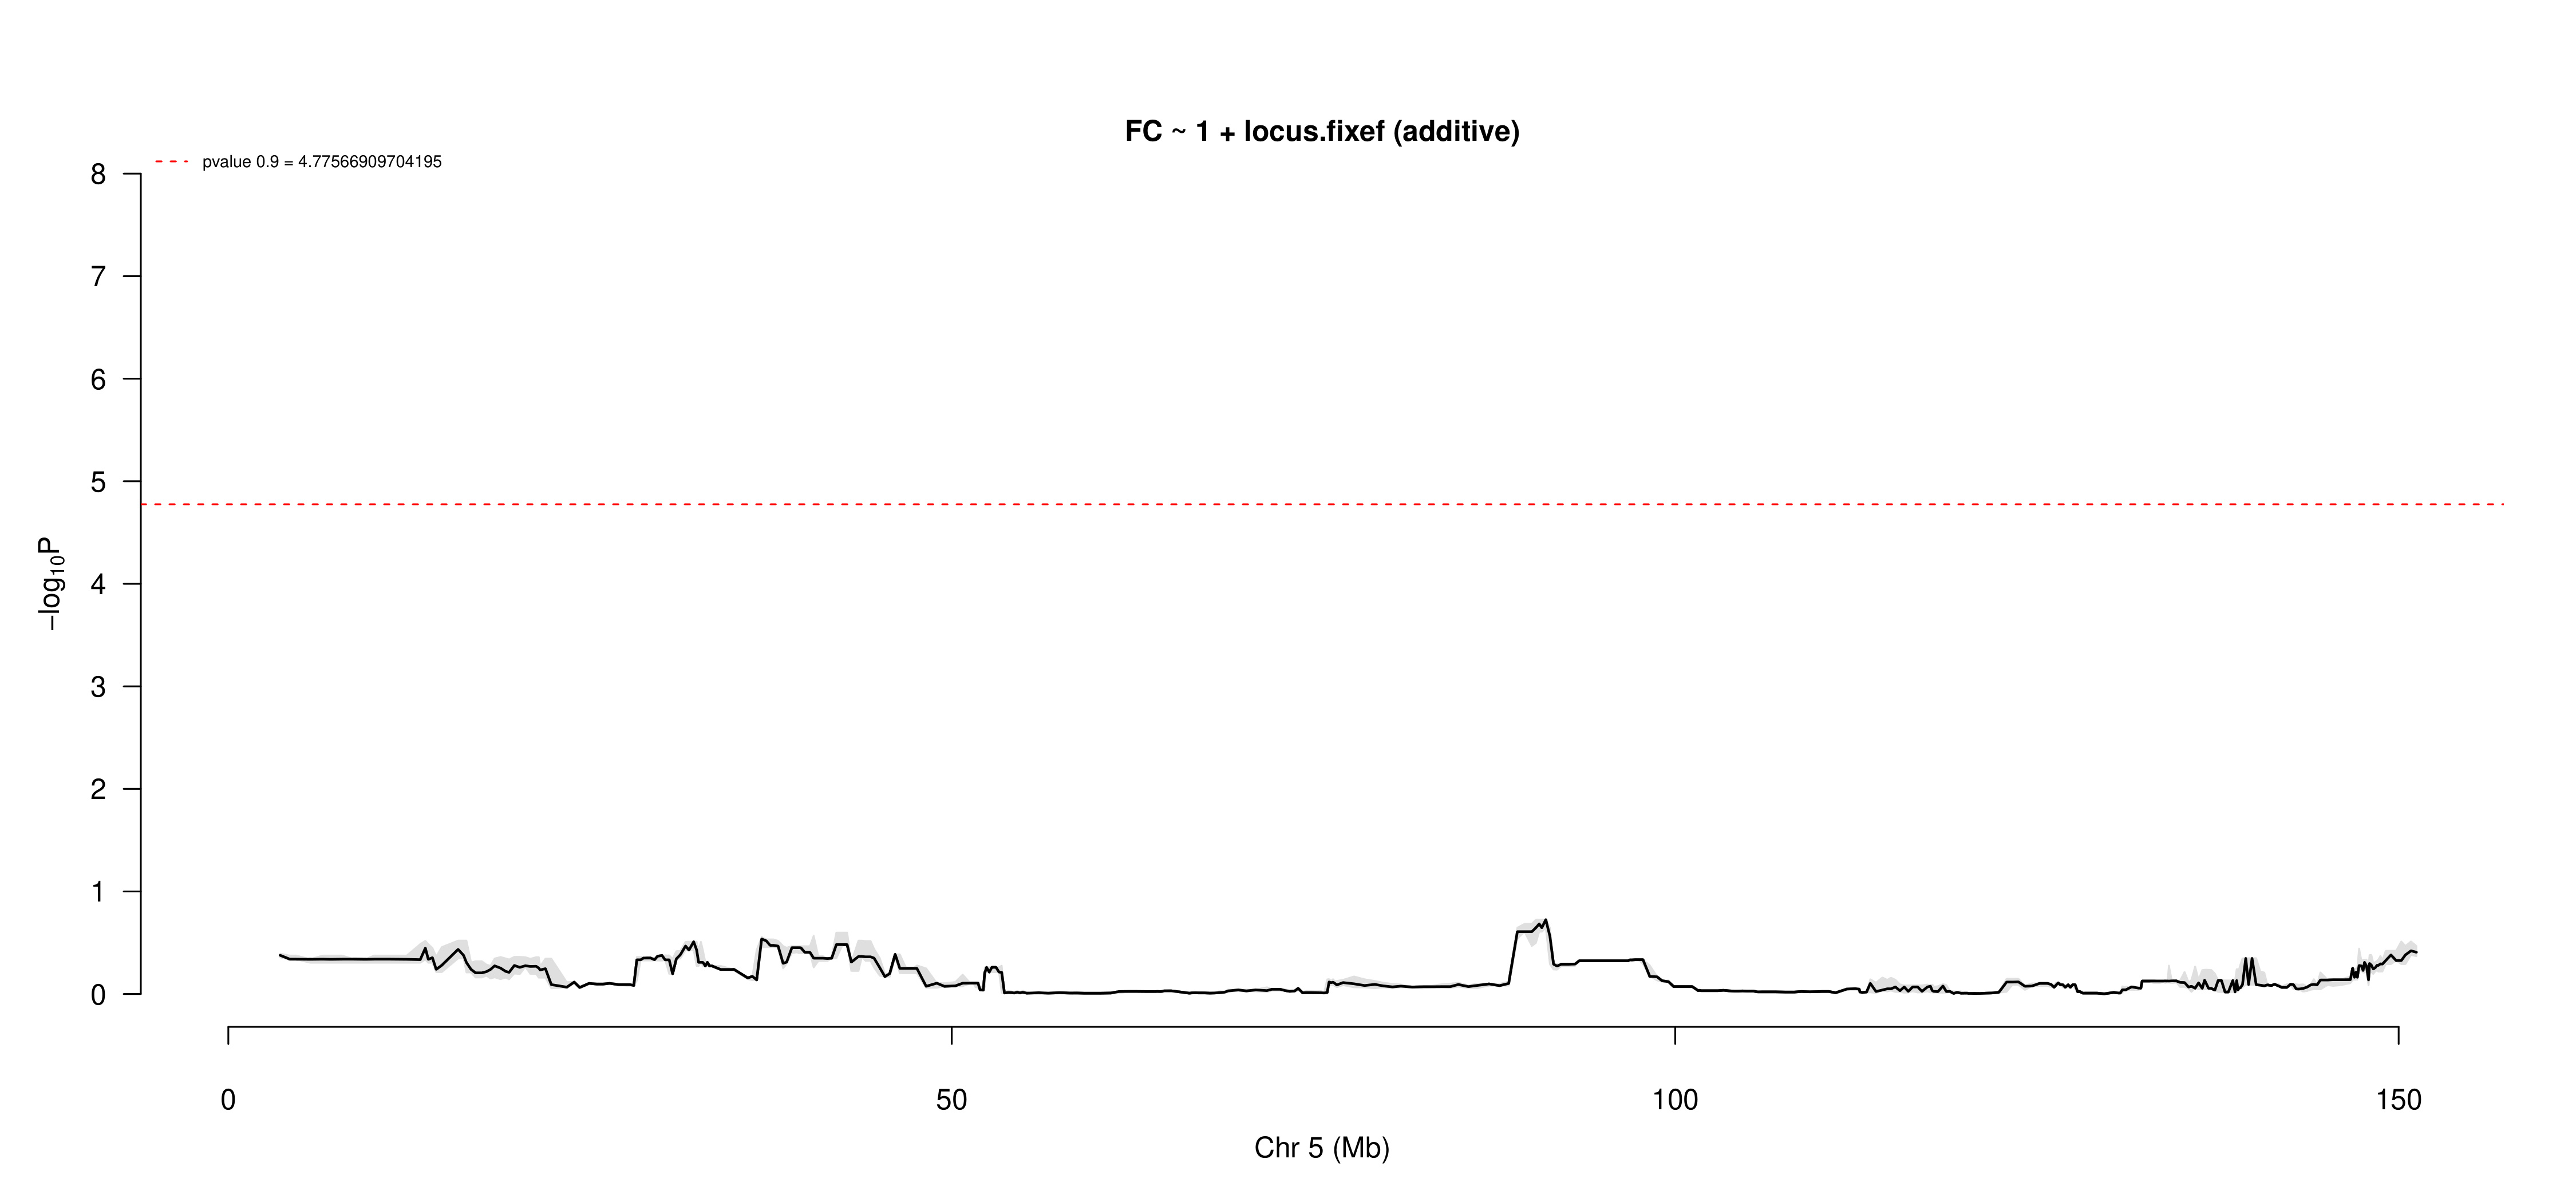 FC ~ 1 + locus.fixef (additive)
pvalue 0.9 = 4.77566909704195
8
7
6
5
4
3
2
1
0
−log10P
0 50 100 150
Chr 5 (Mb)